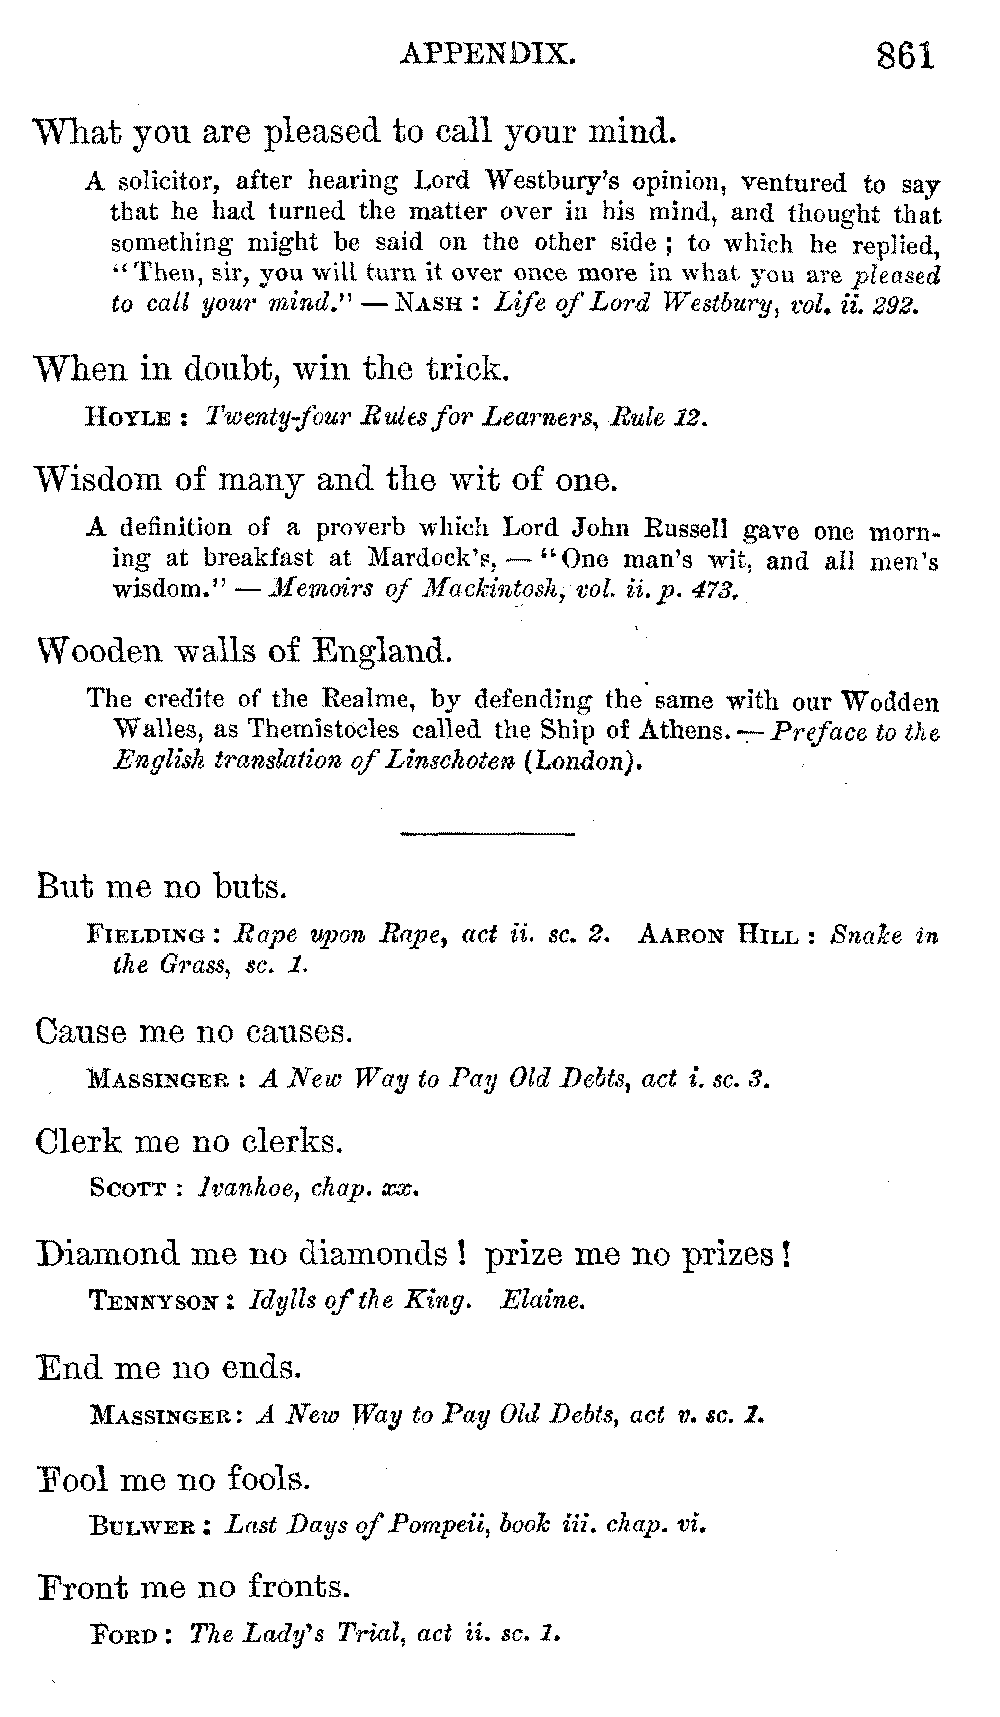 APPENDIX. 861
What you are pleased to call your mind.
A solicitor, after hearing Lord Westbury's opinion, ventured to say
that he had turned the matter over in his mind, and thought that
something might be said on the other side; to which he replied,
"Then, sir, you will turn it over once more in what you are pleased
to call your mind." — NASH: Life of Lord Westbury, vol. ii. 292.
When in doubt, win the trick.
HOYLE: Twenty-four Rules for Learners, Rule 12.
Wisdom of many and the wit of one.
A definition of a proverb which Lord John Russell gave one morn-
ing at breakfast at Mardock's, — "One man's wit, and all men's
wisdom." — Memoirs of Mackintosh, vol. ii. p. 473.
Wooden walls of England.
The credite of the Realme, by defending the same with our Wodden
Walles, as Themistocles called the Ship of Athens. — Preface to the
English translation of Linschoten (London).
But me no buts.
FIELDING: Rape upon Rape, act ii. sc. 2. AARON HILL: Snake in
the Grass, sc. 1.
Cause me no causes.
MASSINGER: A New Way to Pay Old Debts, act i. sc. 3.
Clerk me no clerks.
SCOTT: Ivanhoe, chap. xx.
Diamond me no diamonds! prize me no prizes!
TENNYSON: Idylls of the King. Elaine.
End me no ends.
MASSINGER: A New Way to Pay Old Debts, act v. sc. 1.
Fool me no fools.
BULWER: Last Days of Pompeii, book iii. chap. vi.
Front me no fronts.
FORD: The Lady's Trial, act ii. sc. 1.